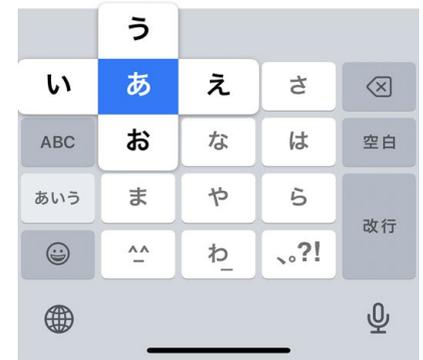 う
い あ え さ
ABC お な は 空白
あいう ま や ら
改行
^^ わ 、。?!